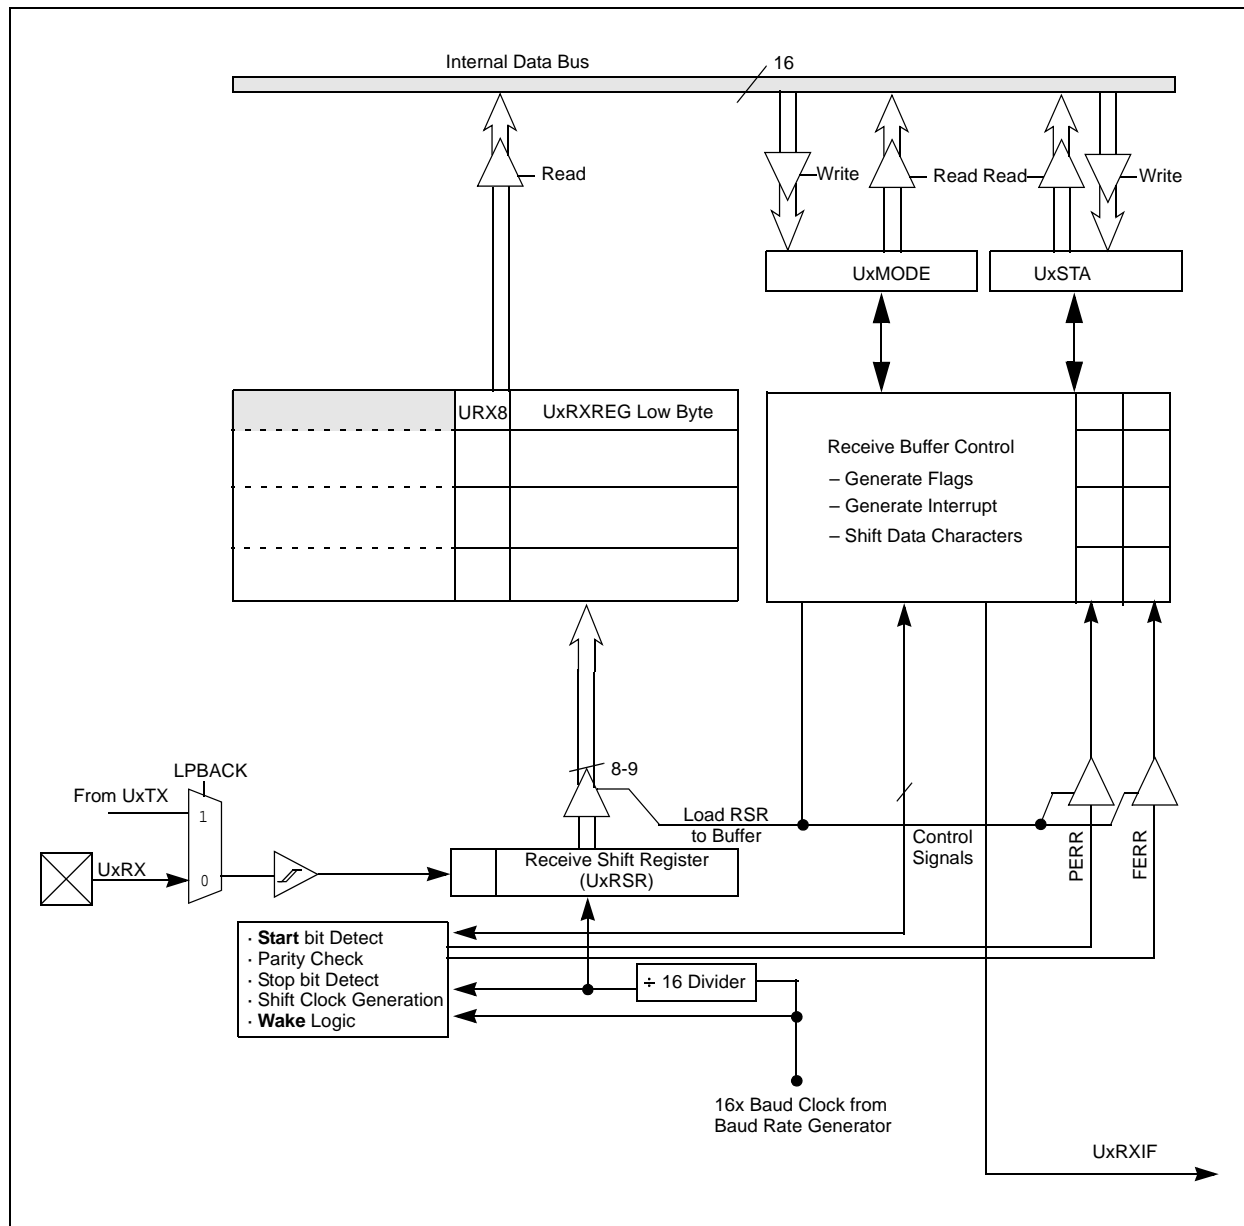 Internal Data Bus
16
Read
Write
Read Read
Write
UxMODE
UxSTA
URX8
UxRXREG Low Byte
Receive Buffer Control
– Generate Flags
– Generate Interrupt
– Shift Data Characters
8-9
LPBACK
From UxTX
1
Load RSR
to Buffer
Control
Signals
PERR
FERR
UxRX
0
Receive Shift Register
(UxRSR)
· Start bit Detect
· Parity Check
· Stop bit Detect
· Shift Clock Generation
· Wake Logic
÷ 16 Divider
16x Baud Clock from
Baud Rate Generator
UxRXIF